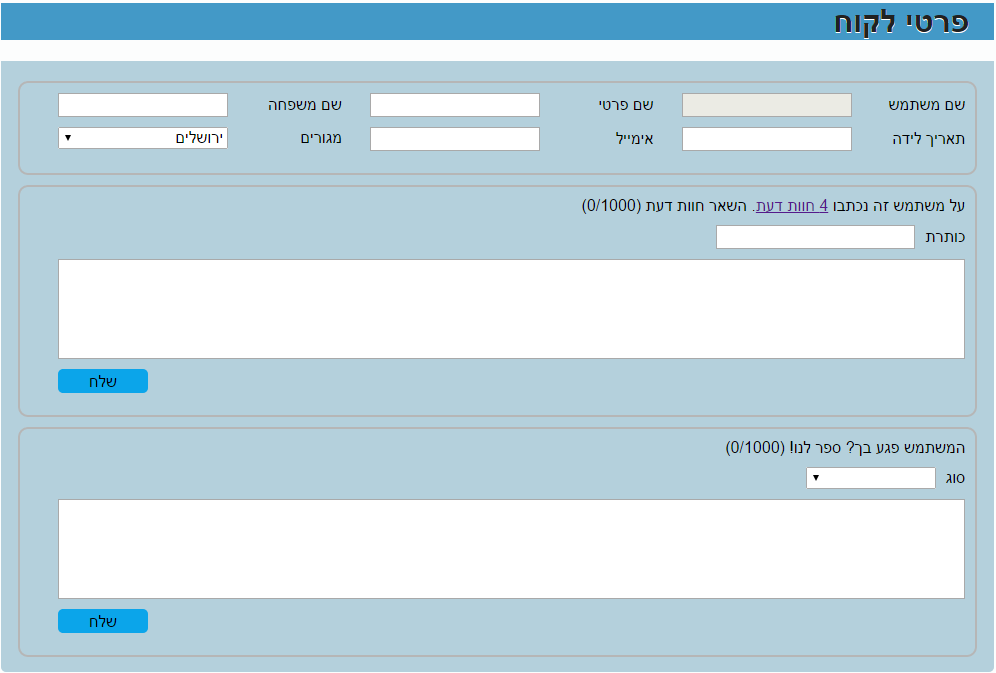 פרטי לקוח
שם משתמש שם פרטי שם משפחה
תאריך לידה אימייל מגורים ירושלים
על משתמש זה נכתבו 4 חוות דעת. השאר חוות דעת (0/1000)
כותרת
שלח
המשתמש פגע בך? ספר לנו! (0/1000)
סוג
שלח